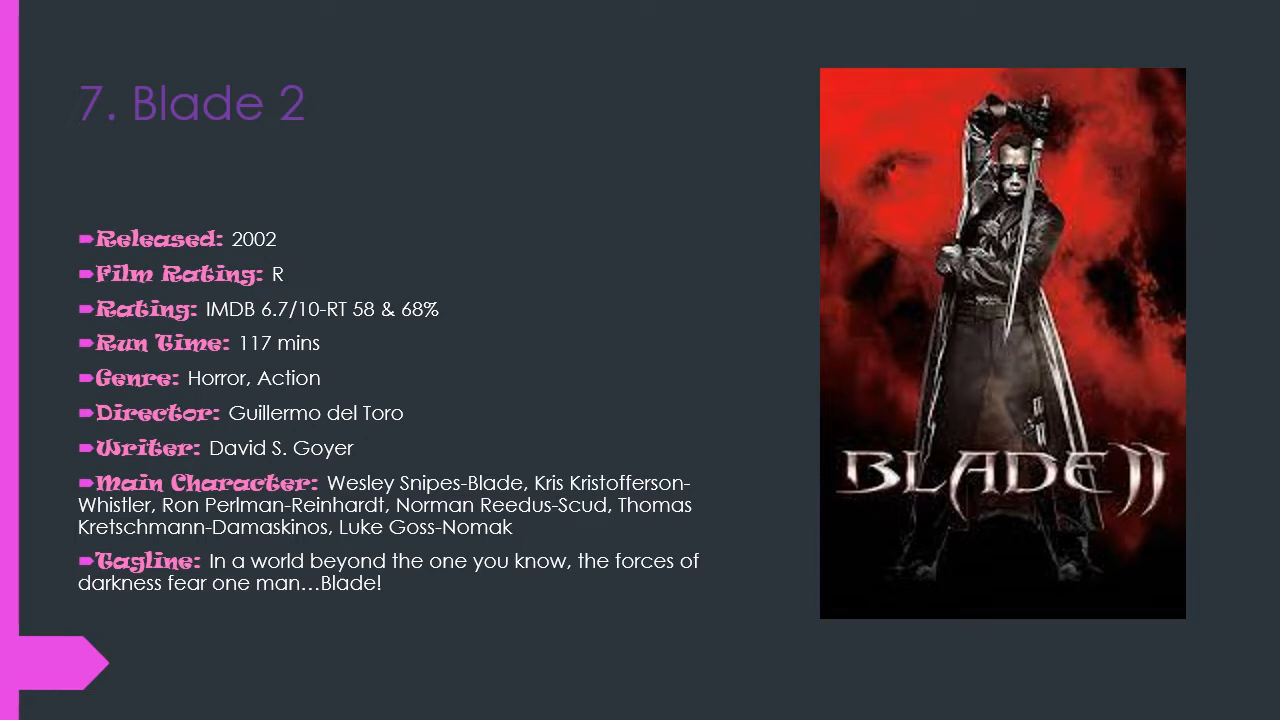 7. Blade 2
Released: 2002
Film Rating: R
Rating: IMDB 6.7/10-RT 58 & 68%
Run Time: 117 mins
Genre: Horror, Action
Director: Guillermo del Toro
Writer: David S. Goyer
Main Character: Wesley Snipes-Blade, Kris Kristofferson-
Whistler, Ron Perlman-Reinhardt, Norman Reedus-Scud, Thomas
Kretschmann-Damaskinos, Luke Goss-Nomak
Tagline: In a world beyond the one you know, the forces of
darkness fear one man…Blade!
BLADE II